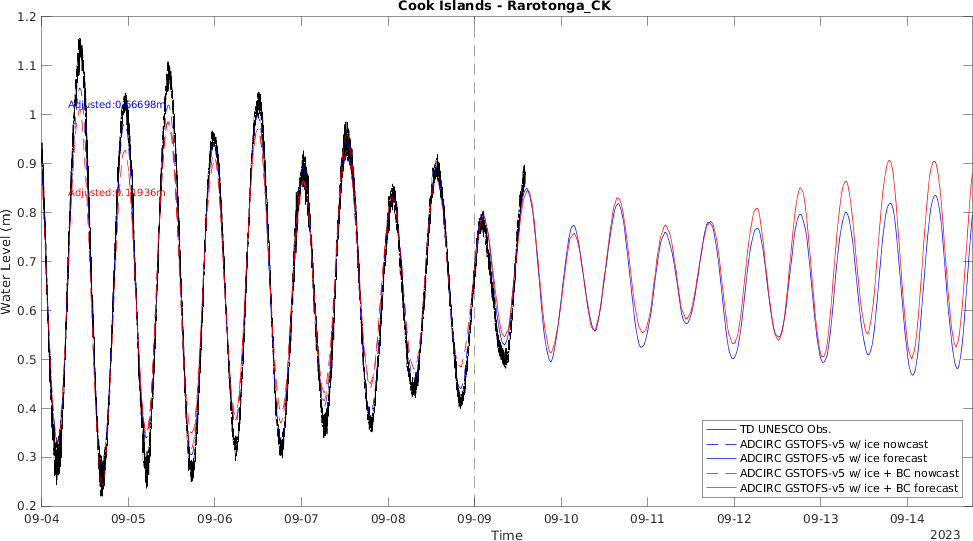 Cook Islands - Rarotonga_CK
1.2
1.1
1
0.9
0.8
0.7
0.6
0.5
0.4
0.3
0.2
Water Level (m)
Adjusted:0.66698m
Adjusted:0.11936m
TD UNESCO Obs.
ADCIRC GSTOFS-v5 w/ ice nowcast
ADCIRC GSTOFS-v5 w/ ice forecast
ADCIRC GSTOFS-v5 w/ ice + BC nowcast
ADCIRC GSTOFS-v5 w/ ice + BC forecast
09-04 09-05 09-06 09-07 09-08 09-09 09-10 09-11 09-12 09-13 09-14
Time
2023